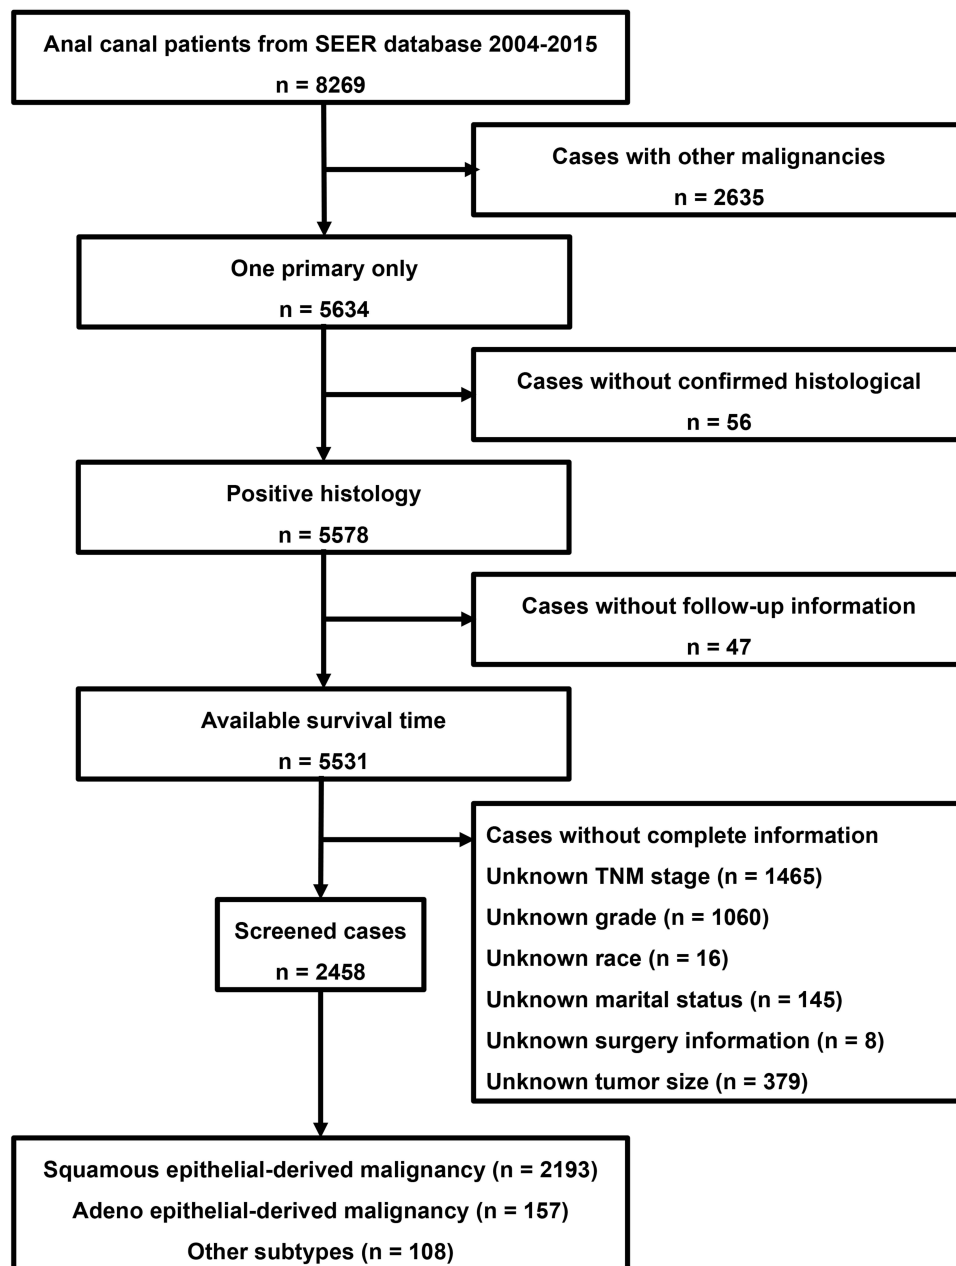 Anal canal patients from SEER database 2004-2015
n = 8269
Cases with other malignancies
n = 2635
One primary only
n = 5634
Cases without confirmed histological
n = 56
Positive histology
n = 5578
Cases without follow-up information
n = 47
Available survival time
n = 5531
Cases without complete information
Unknown TNM stage (n = 1465)
Unknown grade (n = 1060)
Unknown race (n = 16)
Unknown marital status (n = 145)
Unknown surgery information (n = 8)
Unknown tumor size (n = 379)
Screened cases
n = 2458
Squamous epithelial-derived malignancy (n = 2193)
Adeno epithelial-derived malignancy (n = 157)
Other subtypes (n = 108)